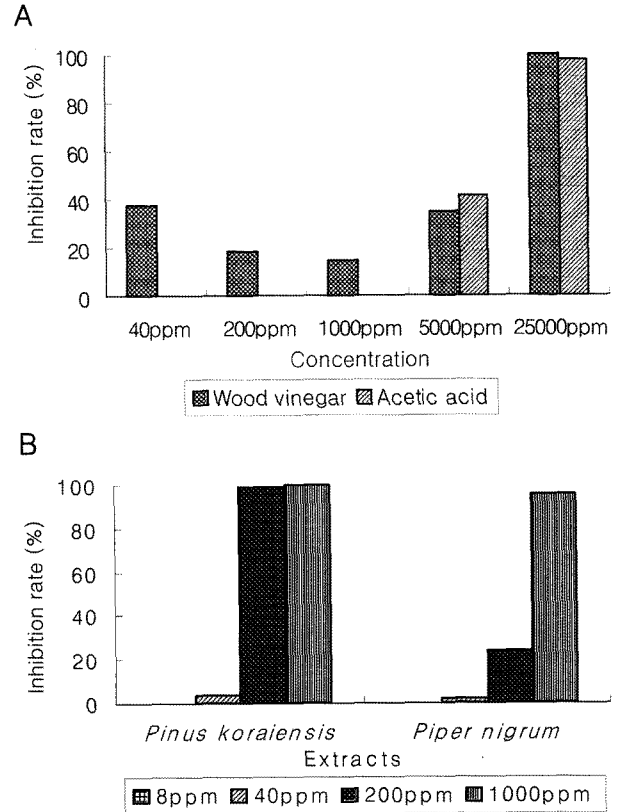 A
Inhibition rate (%)
100
80
60
40
20
0
40ppm 200ppm 1000ppm 5000ppm 25000ppm
Concentration
Wood vinegar Acetic acid
B
Inhibition rate (%)
100
80
60
40
20
0
Pinus koraiensis Piper nigrum
Extracts
8ppm 40ppm 200ppm 1000ppm